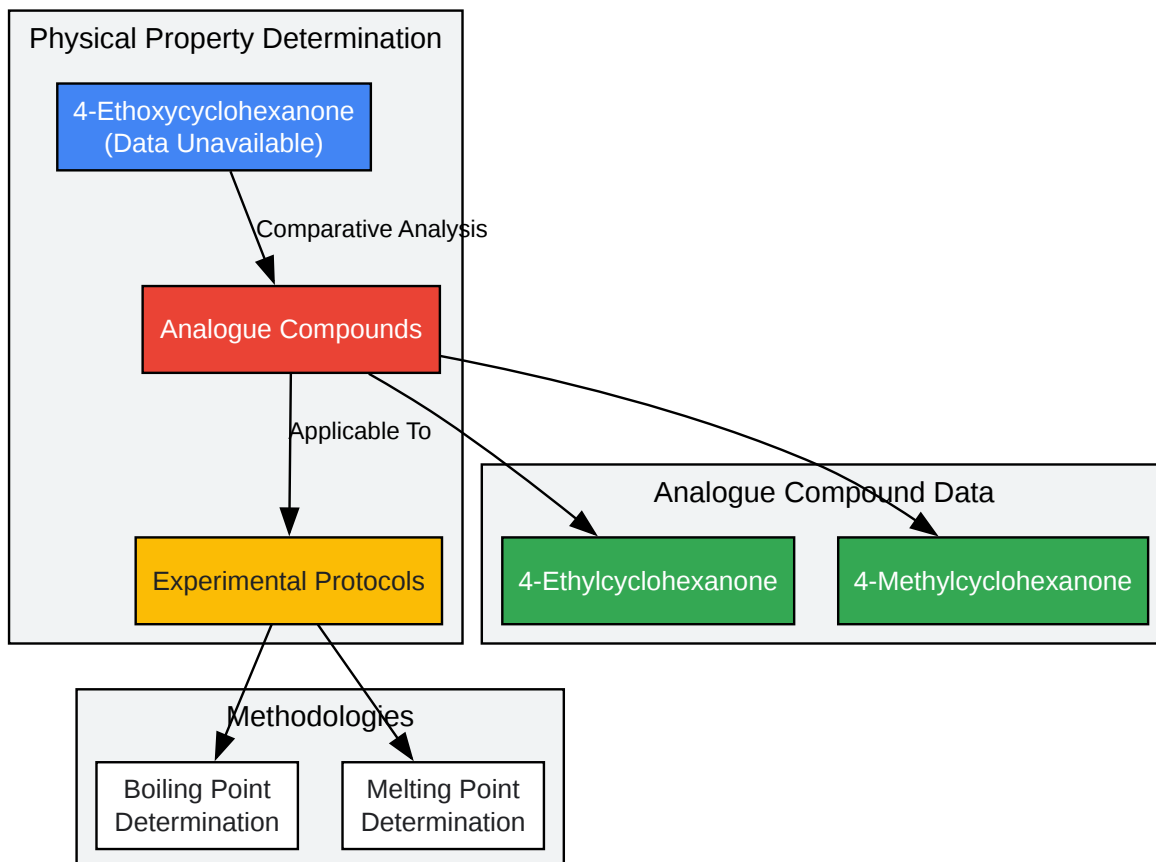 Physical Property Determination
4-Ethoxycyclohexanone
(Data Unavailable)
Comparative Analysis
Analogue Compounds
Applicable To
Analogue Compound Data
Experimental Protocols
4-Ethylcyclohexanone
4-Methylcyclohexanone
Methodologies
Boiling Point
Determination
Melting Point
Determination